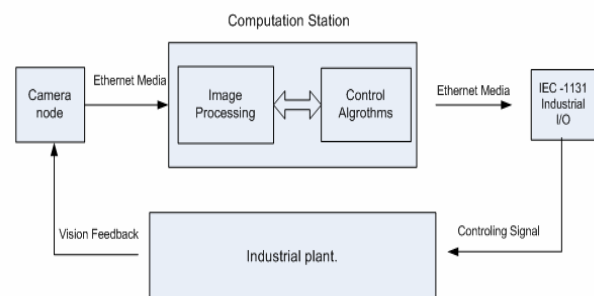 Computation Station
Camera
node
Ethernet Media
Image
Processing
Control
Algrothms
Ethernet Media
IEC -1131
Industrial
I/O
Vision Feedback
Industrial plant.
Controling Signal